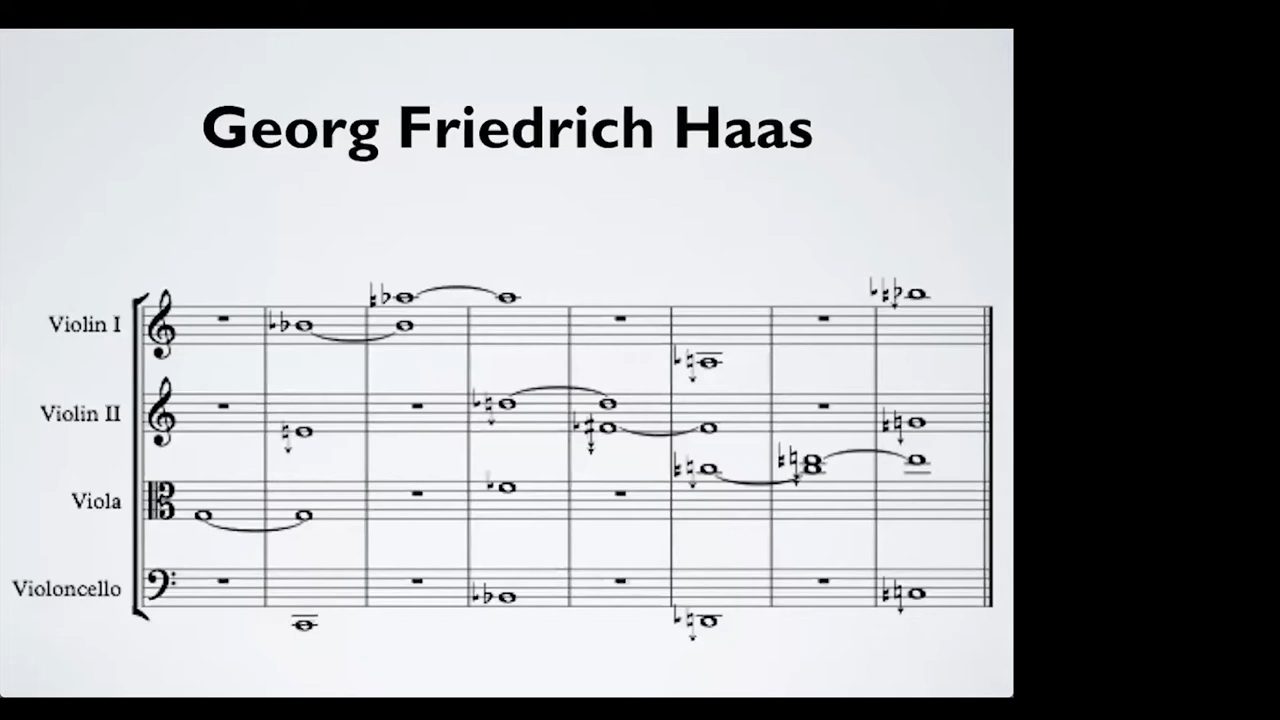 Georg Friedrich Haas
Violin I
Violin II
Viola
Violoncello